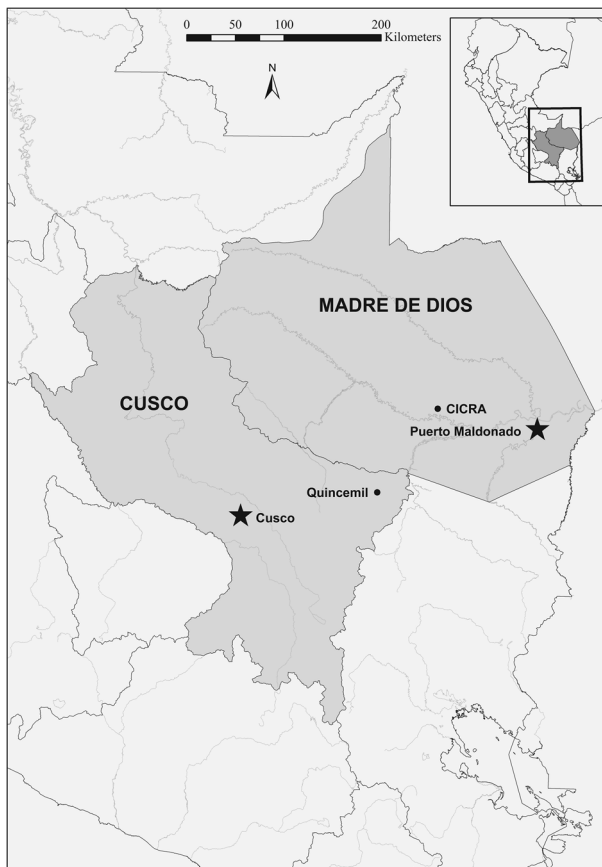 0 50 100 200
Kilometers
N
MADRE DE DIOS
CUSCO
CICRA
Puerto Maldonado
Quincemil
Cusco